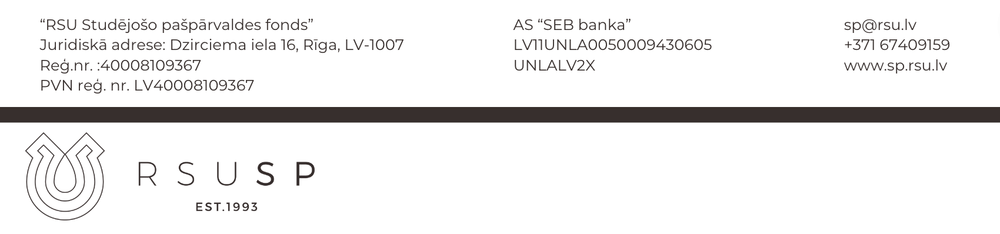 “RSU Studējošo pašpārvaldes fonds”
Juridiskā adrese: Dzirciema iela 16, Rīga, LV-1007
Reģ.nr. :40008109367
PVN reģ. nr. LV40008109367
AS “SEB banka”
LV11UNLA0050009430605
UNLALV2X
sp@rsu.lv
+371 67409159
www.sp.rsu.lv
RSUSP
EST.1993